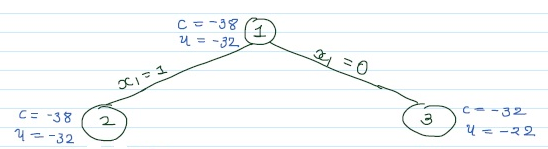 c = -38
u = -32
1
x₁ = 1
x₁ = 0
c = -38
u = -32
2
3
c = -32
u = -22